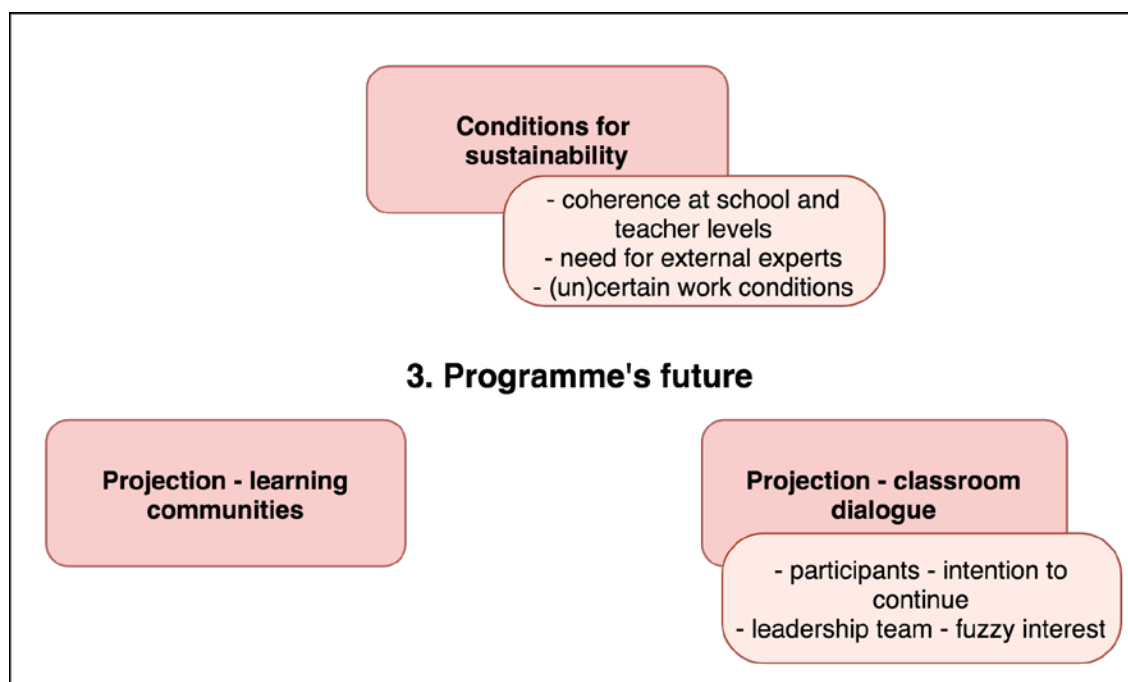 Conditions for
sustainability
- coherence at school and
teacher levels
- need for external experts
- (un)certain work conditions
3. Programme's future
Projection - learning
communities
Projection - classroom
dialogue
- participants - intention to
continue
- leadership team - fuzzy interest